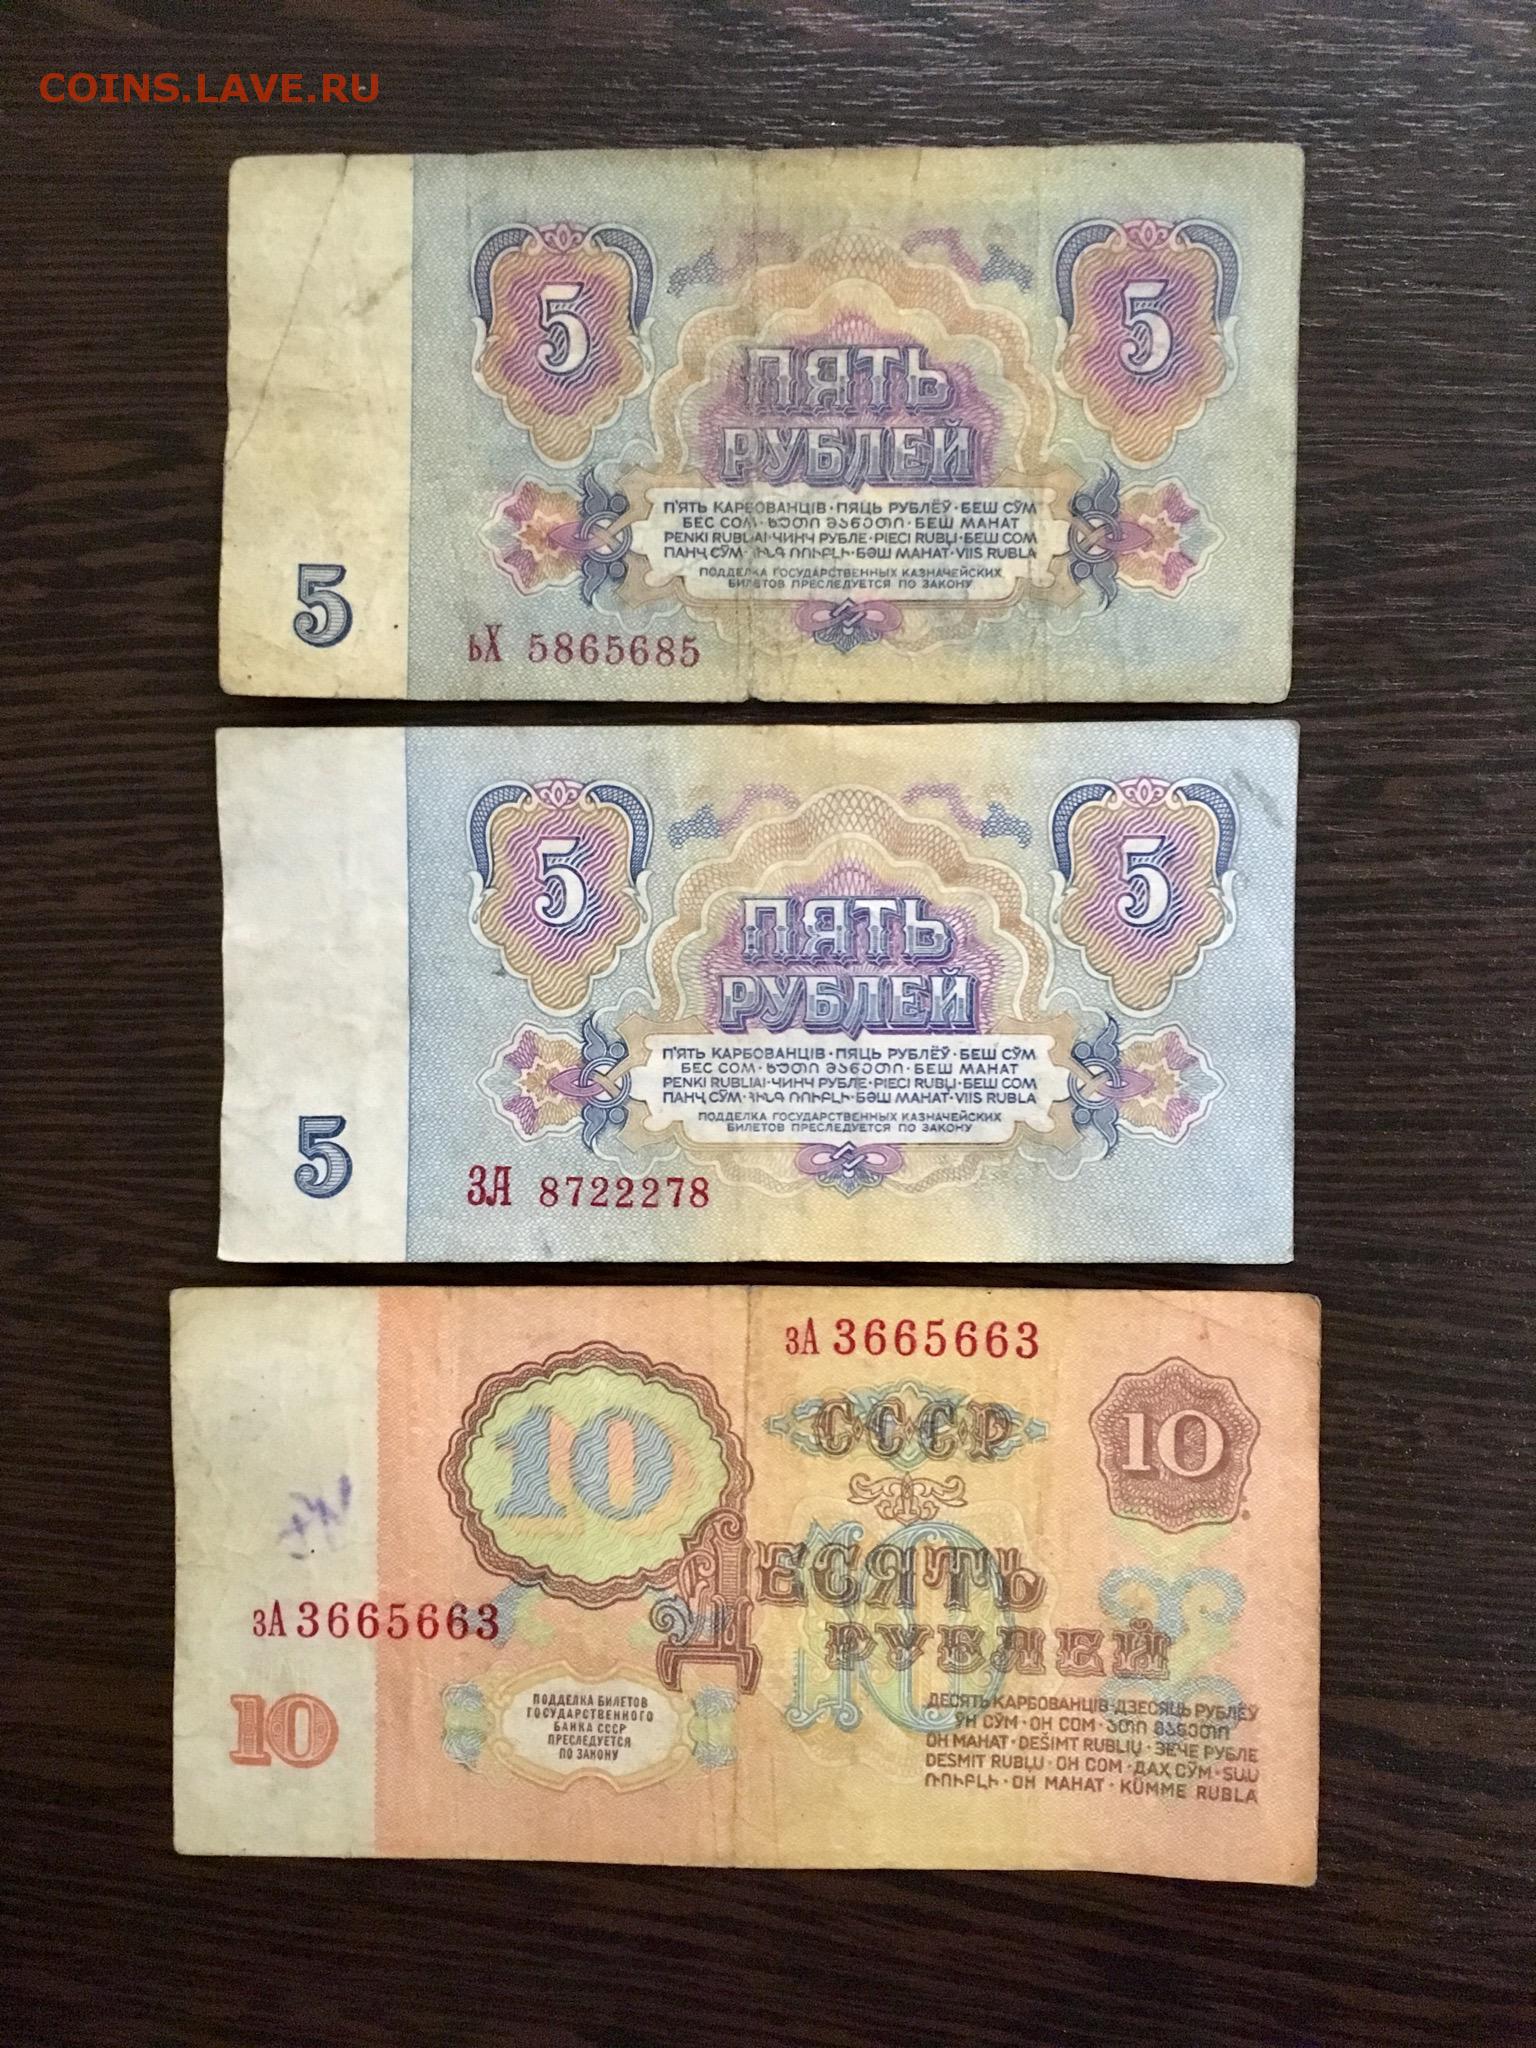 COINS.LAVE.RU
5 5
ПЯТЬ
РУБЛЕЙ
П'ЯТЬ КАРБОВАНЦІВ · ПЯЦЬ РУБЛЁЎ · БЕШ СЎМ
БЕС СОМ · ხუთი მანეთი · БЕШ МАНАТ
PENKI RUBLIAI · ЧИНЧ РУБЛЕ · PIECI RUBĻI · БЕШ СОМ
ПАНҶ СЎМ · ՀԻՆԳ ՌՈՒԲԼԻ · БӘШ МАНАТ · VIIS RUBLA
ПОДДЕЛКА ГОСУДАРСТВЕННЫХ КАЗНАЧЕЙСКИХ
БИЛЕТОВ ПРЕСЛЕДУЕТСЯ ПО ЗАКОНУ
5
ьХ 5865685
5 5
ПЯТЬ
РУБЛЕЙ
П'ЯТЬ КАРБОВАНЦІВ · ПЯЦЬ РУБЛЁЎ · БЕШ СЎМ
БЕС СОМ · ხუთი მანეთი · БЕШ МАНАТ
PENKI RUBLIAI · ЧИНЧ РУБЛЕ · PIECI RUBĻI · БЕШ СОМ
ПАНҶ СЎМ · ՀԻՆԳ ՌՈՒԲԼԻ · БӘШ МАНАТ · VIIS RUBLA
ПОДДЕЛКА ГОСУДАРСТВЕННЫХ КАЗНАЧЕЙСКИХ
БИЛЕТОВ ПРЕСЛЕДУЕТСЯ ПО ЗАКОНУ
5
ЗА 8722278
зА 3665663
10
СССР
10
10
ДЕСЯТЬ
РУБЛЕЙ
зА 3665663
10
ПОДДЕЛКА БИЛЕТОВ
ГОСУДАРСТВЕННОГО
БАНКА СССР
ПРЕСЛЕДУЕТСЯ
ПО ЗАКОНУ
ДЕСЯТЬ КАРБОВАНЦІВ · ДЗЕСЯЦЬ РУБЛЁЎ
ЎН СЎМ · ОН СОМ · ათი მანეთი
ОН МАНАТ · DEŠIMT RUBLIŲ · ЗЕЧЕ РУБЛЕ
DESMIT RUBĻU · ОН СОМ · ДАҲ СЎМ · ՏԱՍ
ՌՈՒԲԼԻ · ОН МАНАТ · KÜMME RUBLA